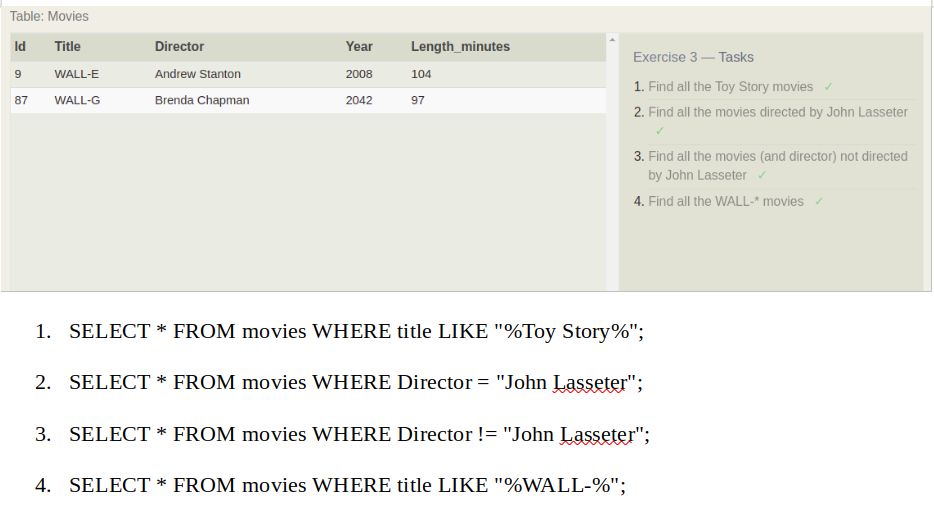 Table: Movies
Id Title Director Year Length_minutes
9 WALL-E Andrew Stanton 2008 104
87 WALL-G Brenda Chapman 2042 97
Exercise 3 — Tasks
1. Find all the Toy Story movies ✓
2. Find all the movies directed by John Lasseter
✓
3. Find all the movies (and director) not directed
by John Lasseter ✓
4. Find all the WALL-* movies ✓
1. SELECT * FROM movies WHERE title LIKE "%Toy Story%";
2. SELECT * FROM movies WHERE Director = "John Lasseter";
3. SELECT * FROM movies WHERE Director != "John Lasseter";
4. SELECT * FROM movies WHERE title LIKE "%WALL-%";